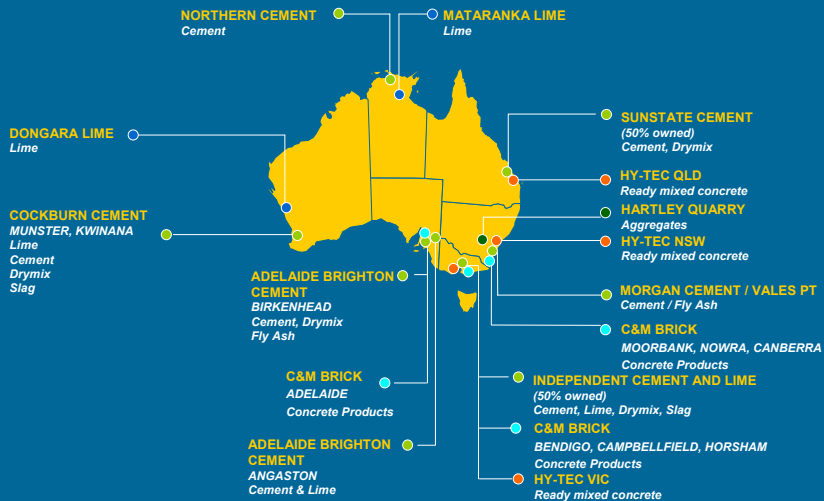 NORTHERN CEMENT
Cement
MATARANKA LIME
Lime
DONGARA LIME
Lime
COCKBURN CEMENT
MUNSTER, KWINANA
Lime
Cement
Drymix
Slag
ADELAIDE BRIGHTON
CEMENT
BIRKENHEAD
Cement, Drymix
Fly Ash
C&M BRICK
ADELAIDE
Concrete Products
ADELAIDE BRIGHTON
CEMENT
ANGASTON
Cement & Lime
SUNSTATE CEMENT
(50% owned)
Cement, Drymix
HY-TEC QLD
Ready mixed concrete
HARTLEY QUARRY
Aggregates
HY-TEC NSW
Ready mixed concrete
MORGAN CEMENT / VALES PT
Cement / Fly Ash
C&M BRICK
MOORBANK, NOWRA, CANBERRA
Concrete Products
INDEPENDENT CEMENT AND LIME
(50% owned)
Cement, Lime, Drymix, Slag
C&M BRICK
BENDIGO, CAMPBELLFIELD, HORSHAM
Concrete Products
HY-TEC VIC
Ready mixed concrete